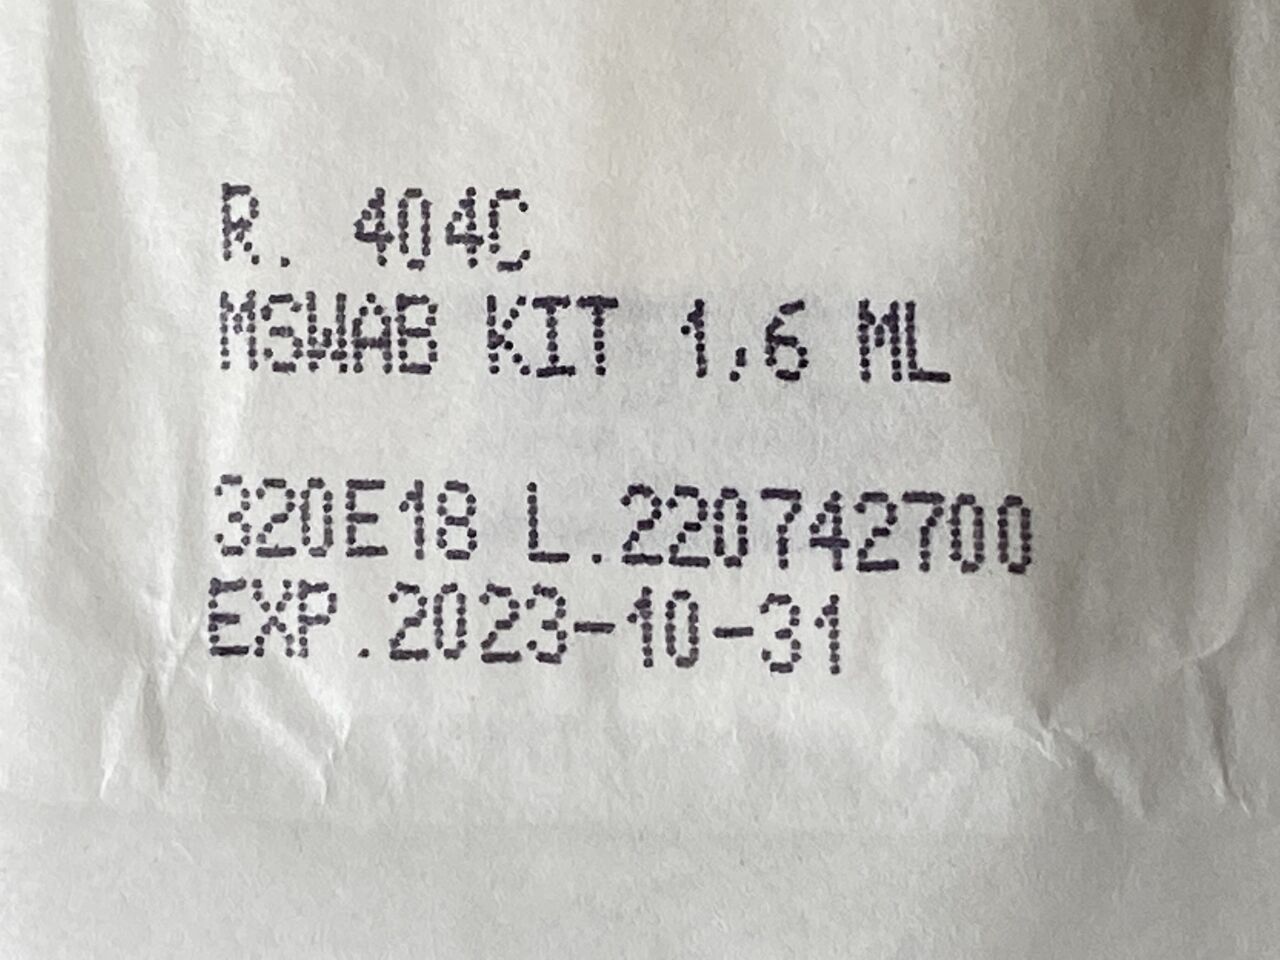 R. 404C
MSWAB KIT 1,6 ML
320E18 L.220742700
EXP.2023-10-31